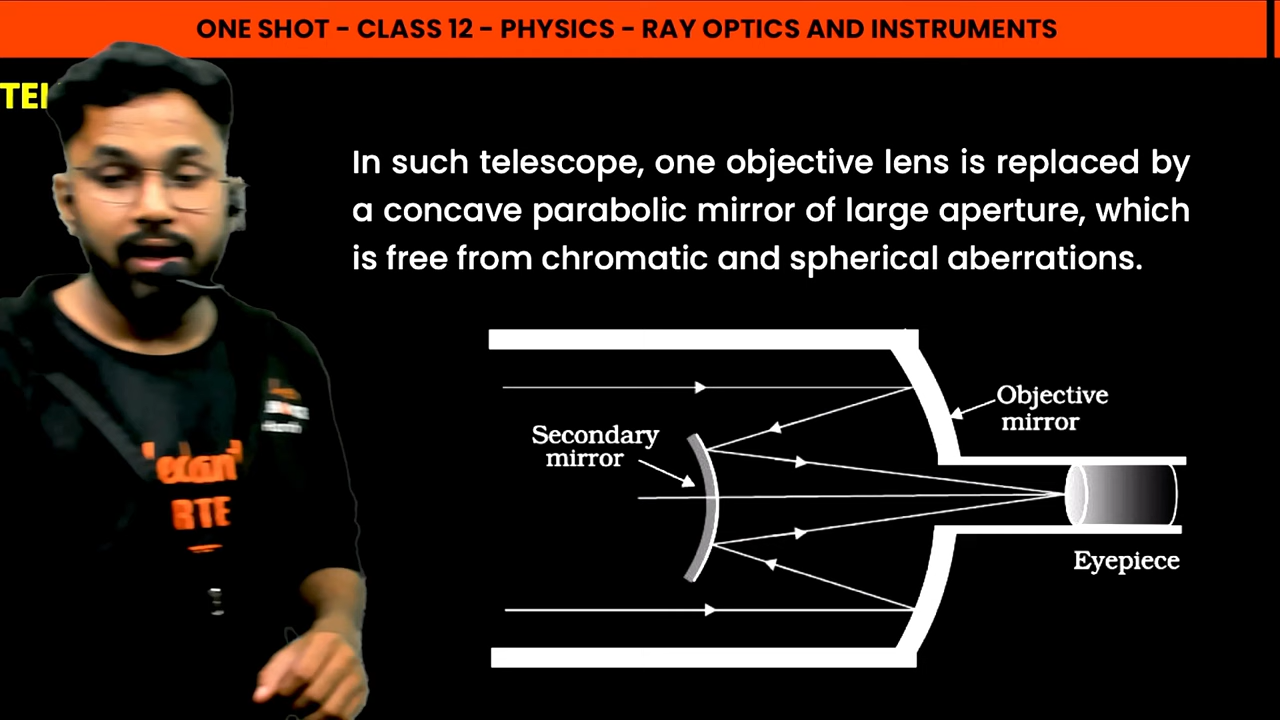 ONE SHOT - CLASS 12 - PHYSICS - RAY OPTICS AND INSTRUMENTS
In such telescope, one objective lens is replaced by
a concave parabolic mirror of large aperture, which
is free from chromatic and spherical aberrations.
Objective
mirror
Secondary
mirror
RTE
Eyepiece